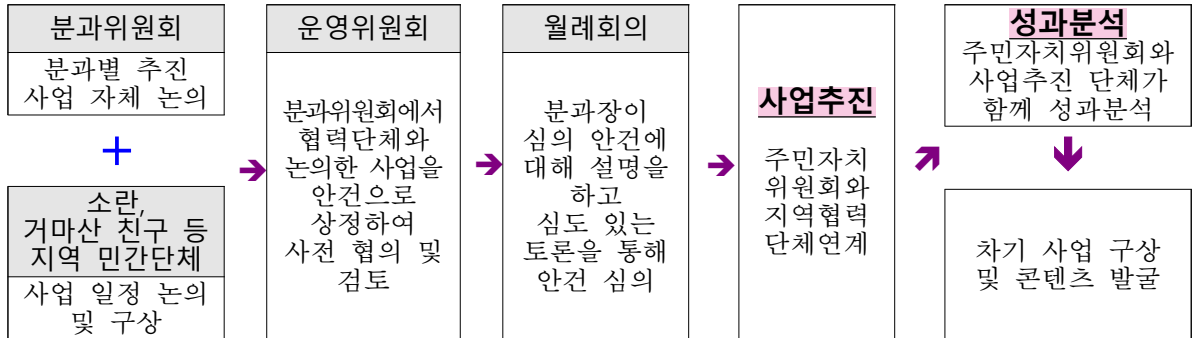 분과위원회
분과별 추진
사업 자체 논의
+
소란,
거마산 친구 등
지역 민간단체
사업 일정 논의
및 구상
운영위원회
분과위원회에서
협력단체와
논의한 사업을
안건으로
상정하여
사전 협의 및
검토
월례회의
분과장이
심의 안건에
대해 설명을
하고
심도 있는
토론을 통해
안건 심의
사업추진
주민자치
위원회와
지역협력
단체연계
성과분석
주민자치위원회와
사업추진 단체가
함께 성과분석
차기 사업 구상
및 콘텐츠 발굴